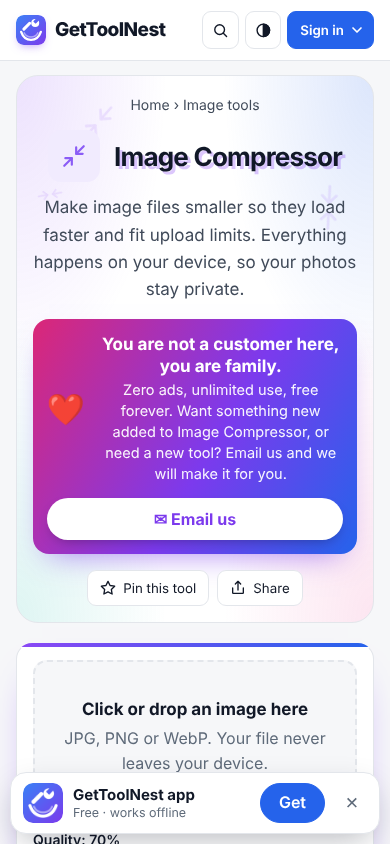 GetToolNest
Sign in
Home › Image tools
Image Compressor
Make image files smaller so they load
faster and fit upload limits. Everything
happens on your device, so your photos
stay private.
You are not a customer here,
you are family.
Zero ads, unlimited use, free
forever. Want something new
added to Image Compressor, or
need a new tool? Email us and we
will make it for you.
✉ Email us
Pin this tool
Share
Click or drop an image here
JPG, PNG or WebP. Your file never
leaves your device.
GetToolNest app
Free · works offline
Get
✕
Quality: 70%